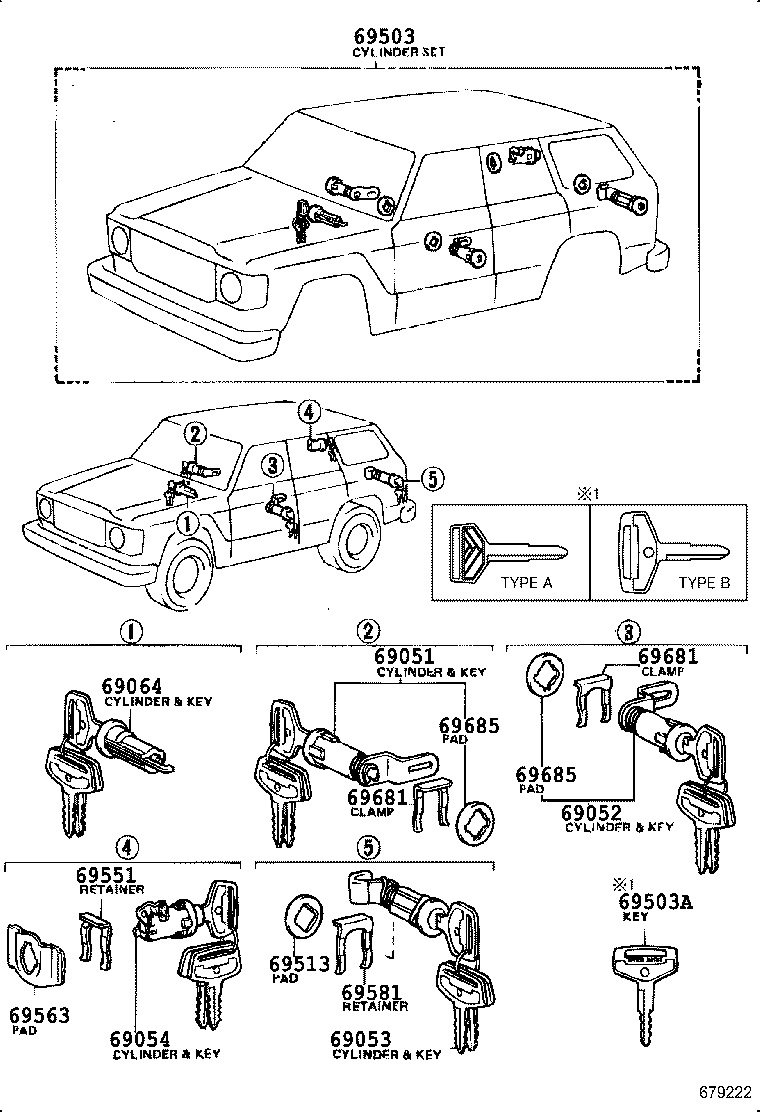 69503
CYLINDER SET
4
2
3
5
1
※1
TYPE A
TYPE B
1
2
3
69051
CYLINDER & KEY
69681
CLAMP
69064
CYLINDER & KEY
69685
PAD
69685
PAD
69681
CLAMP
69052
CYLINDER & KEY
4
5
69551
RETAINER
※1
69503A
KEY
69513
PAD
69581
RETAINER
69563
PAD
69054
CYLINDER & KEY
69053
CYLINDER & KEY
679222